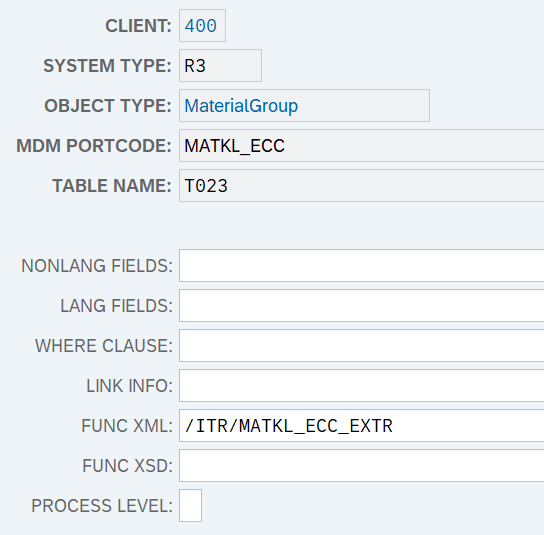 CLIENT: 400
SYSTEM TYPE: R3
OBJECT TYPE: MaterialGroup
MDM PORTCODE: MATKL_ECC
TABLE NAME: T023
NONLANG FIELDS:
LANG FIELDS:
WHERE CLAUSE:
LINK INFO:
FUNC XML: /ITR/MATKL_ECC_EXTR
FUNC XSD:
PROCESS LEVEL: